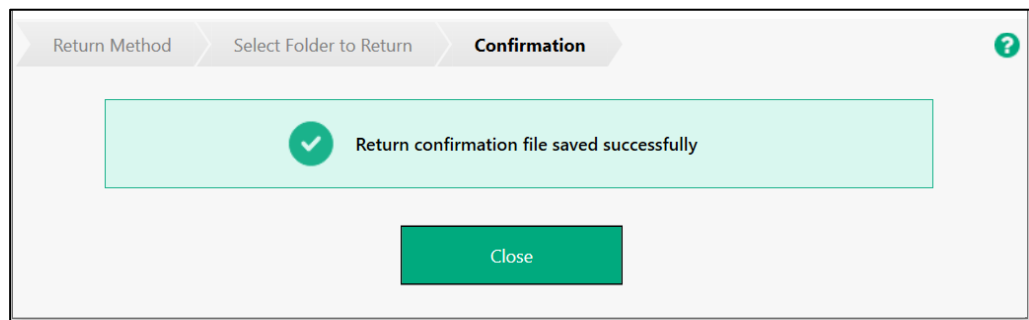 Return Method
Select Folder to Return
Confirmation
?
Return confirmation file saved successfully
Close